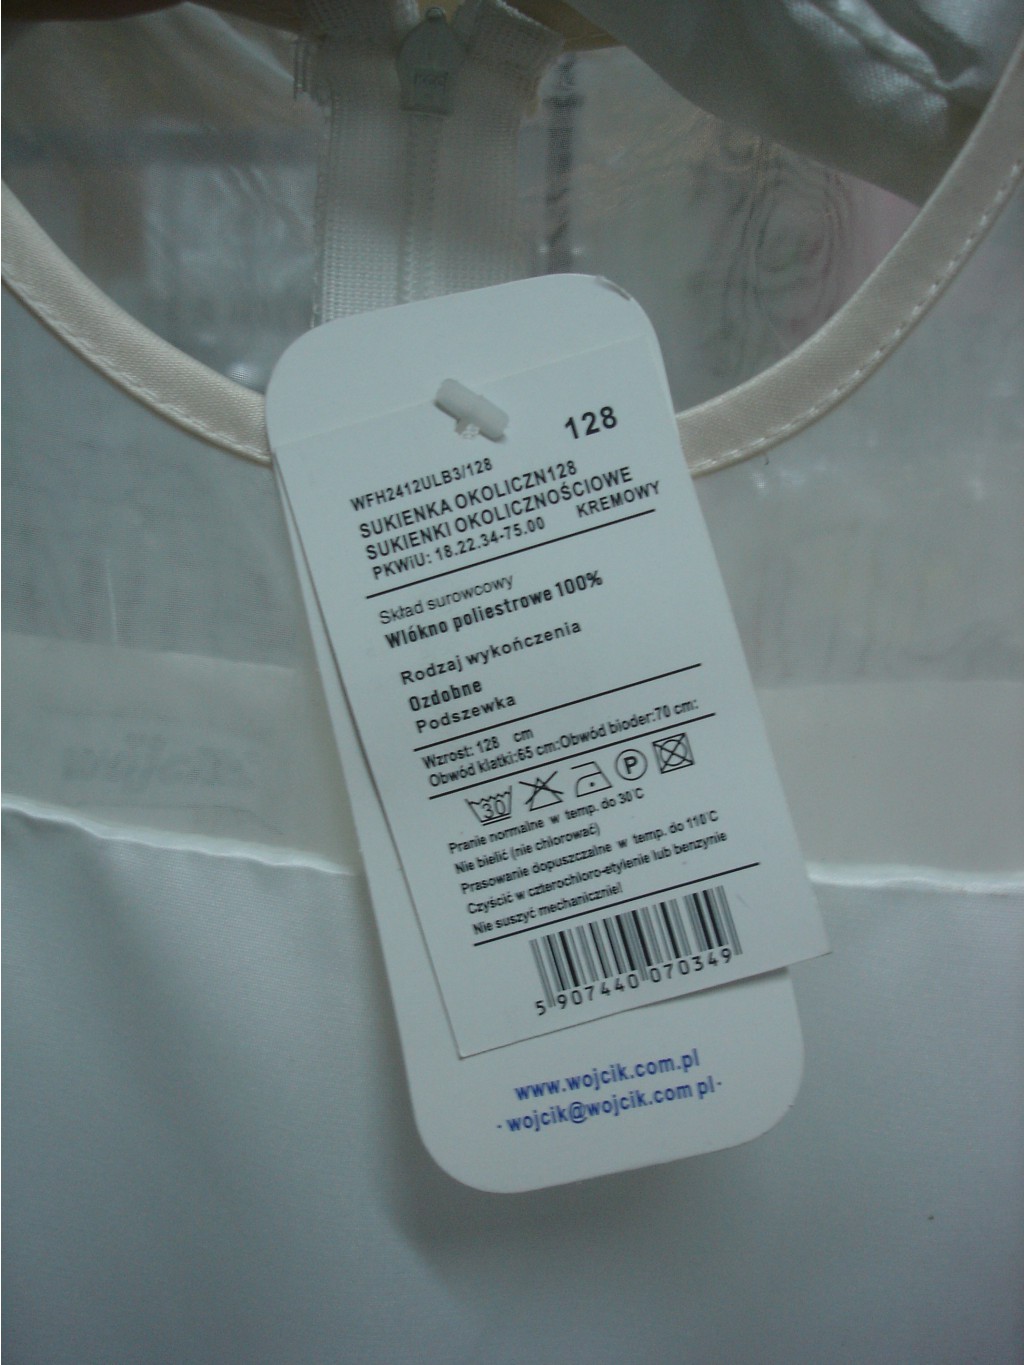 128
WFH2412ULB3/128
SUKIENKA OKOLICZN128
SUKIENKI OKOLICZNOŚCIOWE
PKWiU: 18.22.34-75.00 KREMOWY
Skład surowcowy
Wlókno poliestrowe 100%
Rodzaj wykończenia
Ozdobne
Podszewka
Wzrost: 128 cm
Obwód klatki:65 cm:Obwód bioder:70 cm:
30 P
Pranie normalne w temp. do 30°C
Nie bielić (nie chlorować)
Prasowanie dopuszczalne w temp. do 110°C
Czyścić w czterochloro-etylenie lub benzynie
Nie suszyć mechanicznie!
5 907440 070349
www.wojcik.com.pl
· wojcik@wojcik.com pl·